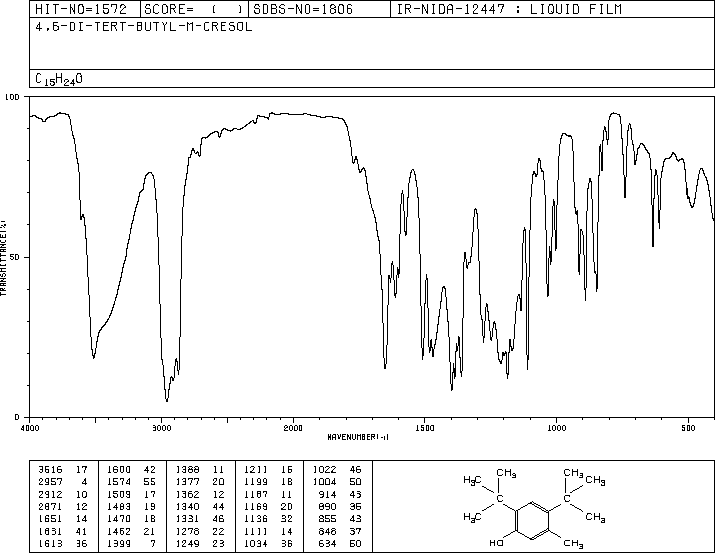 HIT-NO=1572 SCORE= ( ) SDBS-NO=1806 IR-NIDA-12447 : LIQUID FILM
4,6-DI-TERT-BUTYL-M-CRESOL
C15H24O
100
50
0
TRANSMITTANCE(%)
4000 3000 2000 1500 1000 500
WAVENUMBER(-1)
3516 17 1600 42 1388 11 1211 16 1022 46
2957 4 1574 55 1377 20 1199 18 1004 50
2912 10 1509 17 1362 12 1187 11 914 43
2871 12 1483 19 1340 44 1169 20 890 35
1651 14 1470 18 1331 46 1136 32 855 43
1631 41 1462 21 1278 22 1111 14 848 37
1613 36 1399 7 1249 23 1034 36 634 50
H3C CH3 H3C CH3
C C
H3C CH3
HO CH3